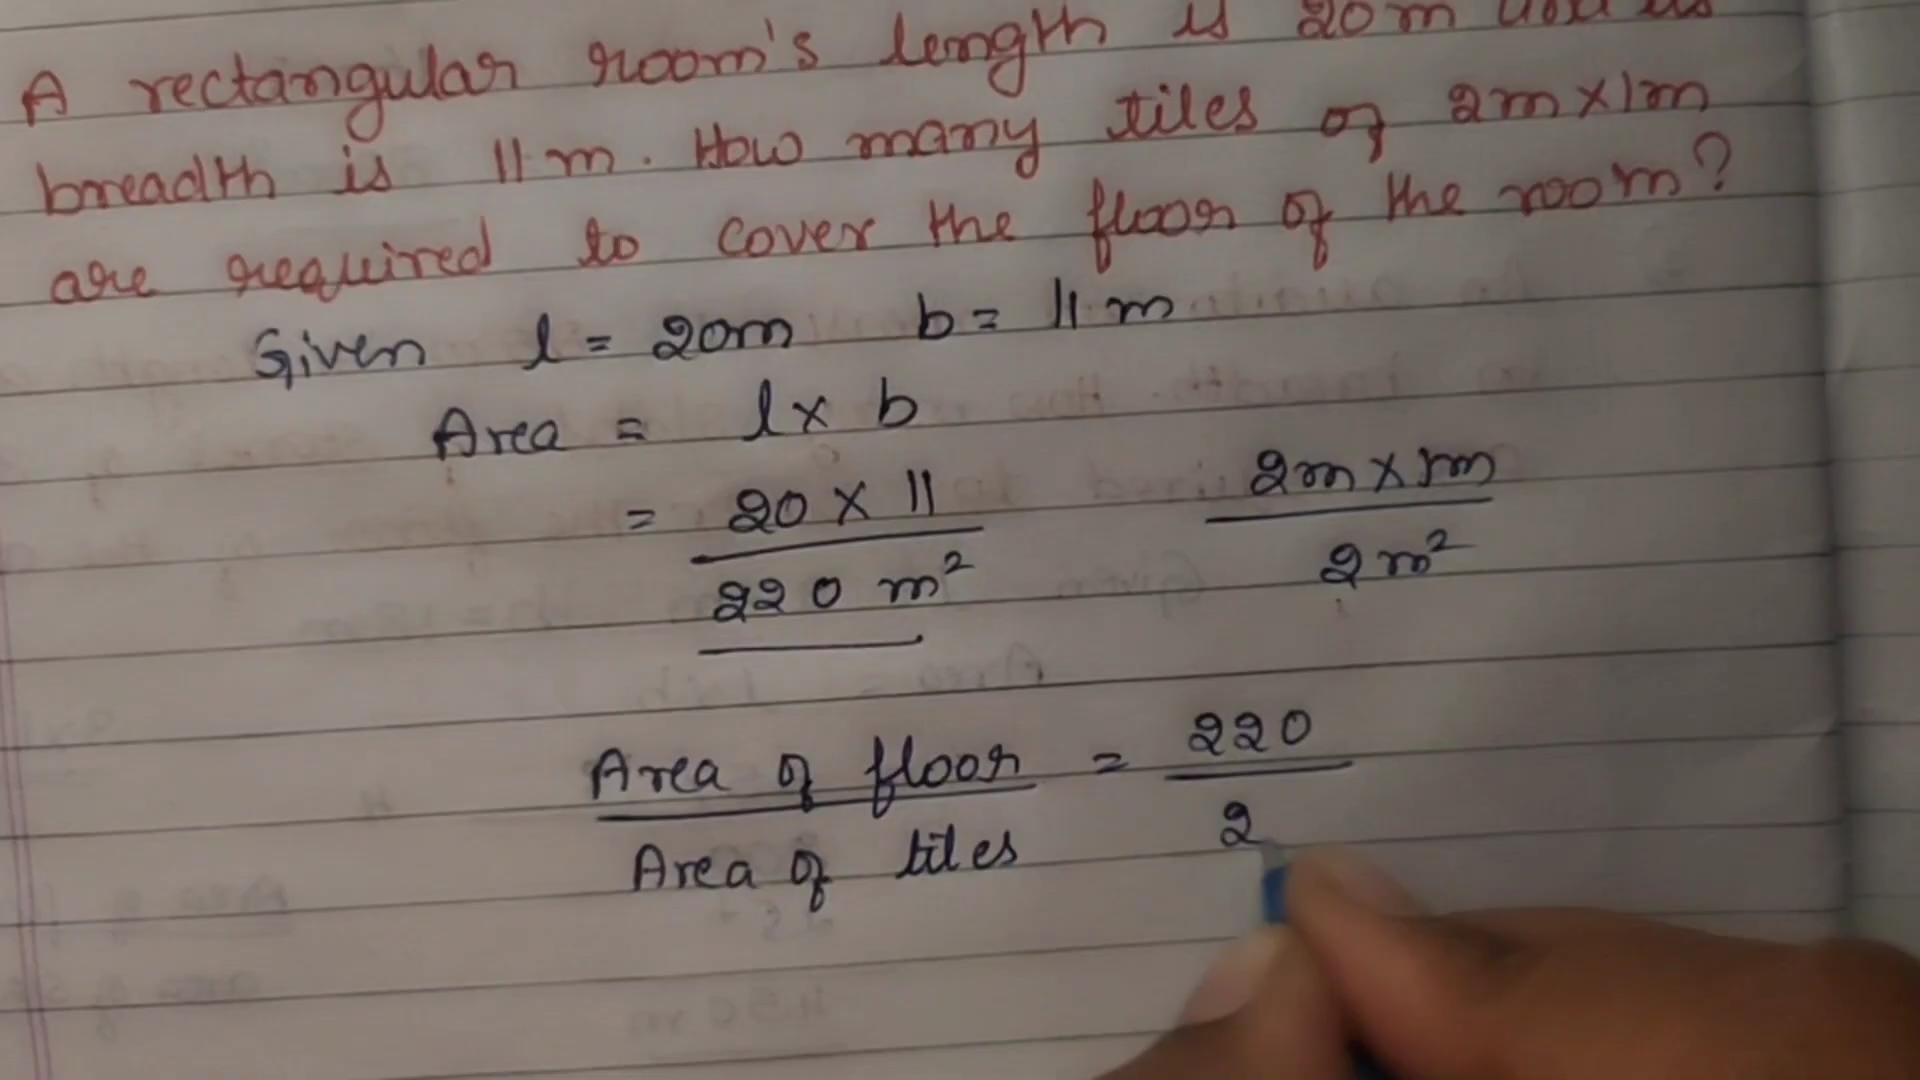 A rectangular room's length is 20m and its
breadth is 11m. How many tiles of 2m×1m
are required to cover the floor of the room?
Given l = 20m b = 11m
Area = l × b
= 20 × 11 2m × 1m
220 m² 2m²
Area of floor = 220
Area of tiles 2